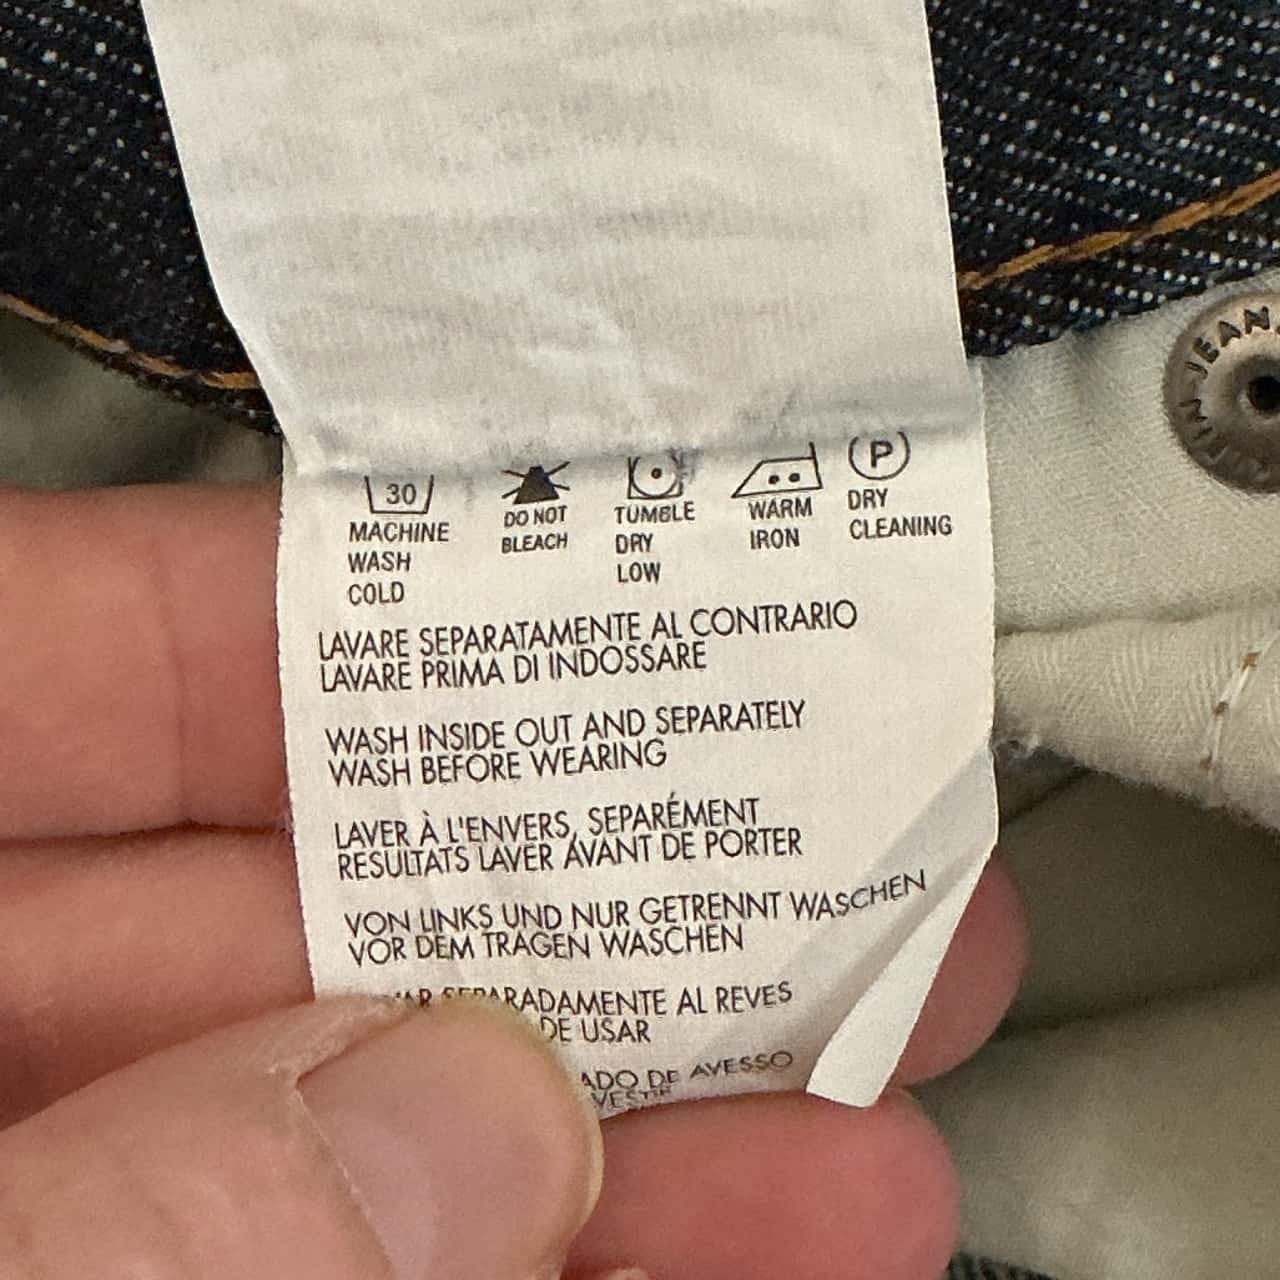 30
MACHINE
WASH
COLD
DO NOT
BLEACH
TUMBLE
DRY
LOW
WARM
IRON
P
DRY
CLEANING
LAVARE SEPARATAMENTE AL CONTRARIO
LAVARE PRIMA DI INDOSSARE
WASH INSIDE OUT AND SEPARATELY
WASH BEFORE WEARING
LAVER À L'ENVERS, SEPARÉMENT
RESULTATS LAVER AVANT DE PORTER
VON LINKS UND NUR GETRENNT WASCHEN
VOR DEM TRAGEN WASCHEN
AL REVES
DE USAR
DE AVESSO
JEAN